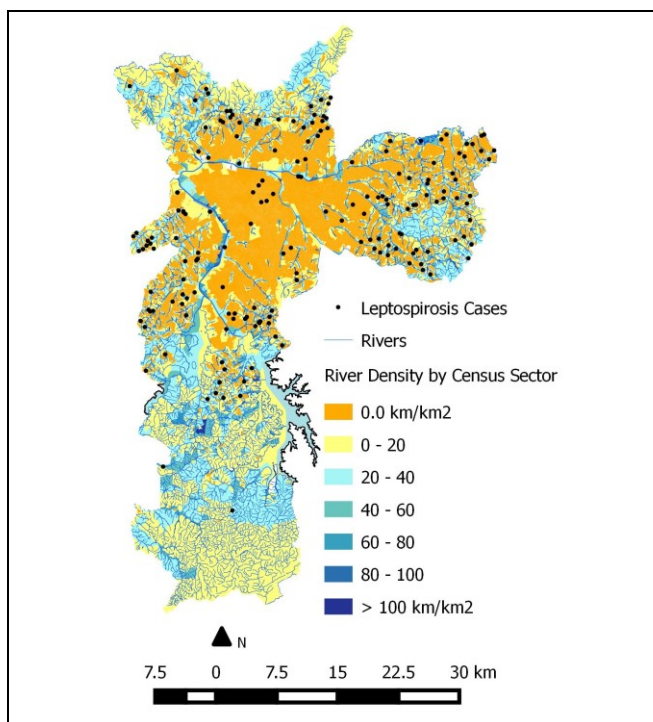 Leptospirosis Cases
Rivers
River Density by Census Sector
0.0 km/km2
0 - 20
20 - 40
40 - 60
60 - 80
80 - 100
> 100 km/km2
N
7.5 0 7.5 15 22.5 30 km